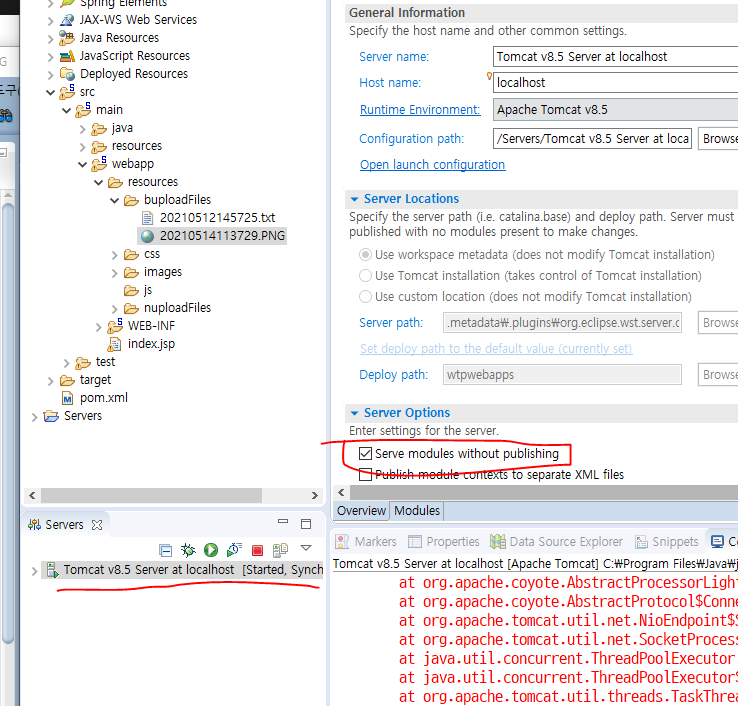 Spring Elements
JAX-WS Web Services
Java Resources
JavaScript Resources
Deployed Resources
src
main
java
resources
webapp
resources
buploadFiles
20210512145725.txt
20210514113729.PNG
css
images
js
nuploadFiles
WEB-INF
index.jsp
test
target
pom.xml
Servers
General Information
Specify the host name and other common settings.
Server name: Tomcat v8.5 Server at localhost
Host name: localhost
Runtime Environment: Apache Tomcat v8.5
Configuration path: /Servers/Tomcat v8.5 Server at loca Browse
Open launch configuration
Server Locations
Specify the server path (i.e. catalina.base) and deploy path. Server must
published with no modules present to make changes.
Use workspace metadata (does not modify Tomcat installation)
Use Tomcat installation (takes control of Tomcat installation)
Use custom location (does not modify Tomcat installation)
Server path: .metadata₩.plugins₩org.eclipse.wst.server.c Browse
Set deploy path to the default value (currently set)
Deploy path: wtpwebapps Browse
Server Options
Enter settings for the server.
Serve modules without publishing
Publish module contexts to separate XML files
Overview Modules
Servers
Tomcat v8.5 Server at localhost [Started, Synch
Markers Properties Data Source Explorer Snippets Co
Tomcat v8.5 Server at localhost [Apache Tomcat] C:₩Program Files₩Java₩j
at org.apache.coyote.AbstractProcessorLigh
at org.apache.coyote.AbstractProtocol$Conne
at org.apache.tomcat.util.net.NioEndpoint$S
at org.apache.tomcat.util.net.SocketProcess
at java.util.concurrent.ThreadPoolExecutor.
at java.util.concurrent.ThreadPoolExecutor$
at org.apache.tomcat.util.threads.TaskThrea